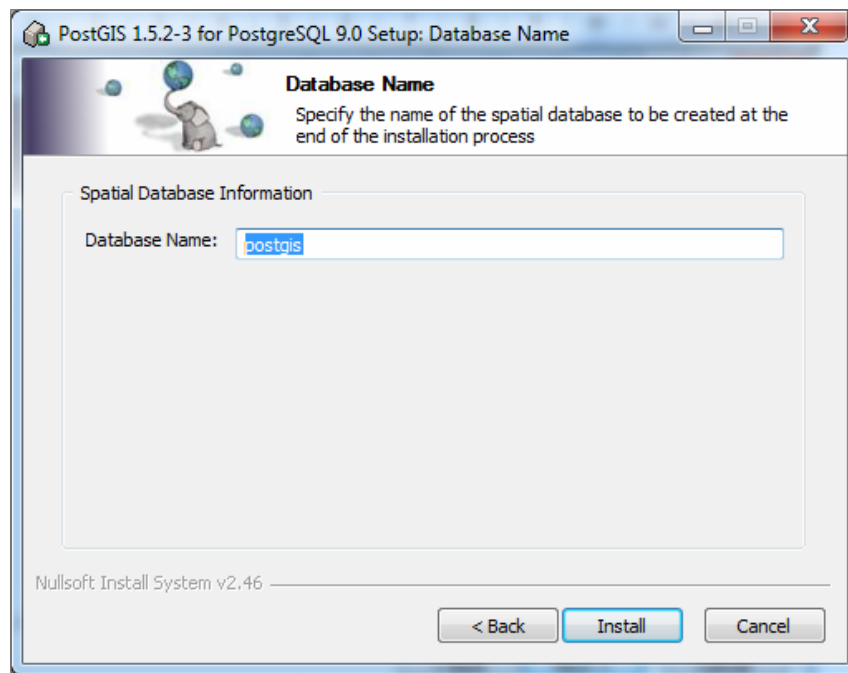 PostGIS 1.5.2-3 for PostgreSQL 9.0 Setup: Database Name
Database Name
Specify the name of the spatial database to be created at the
end of the installation process
Spatial Database Information
Database Name: postgis
Nullsoft Install System v2.46
< Back Install Cancel